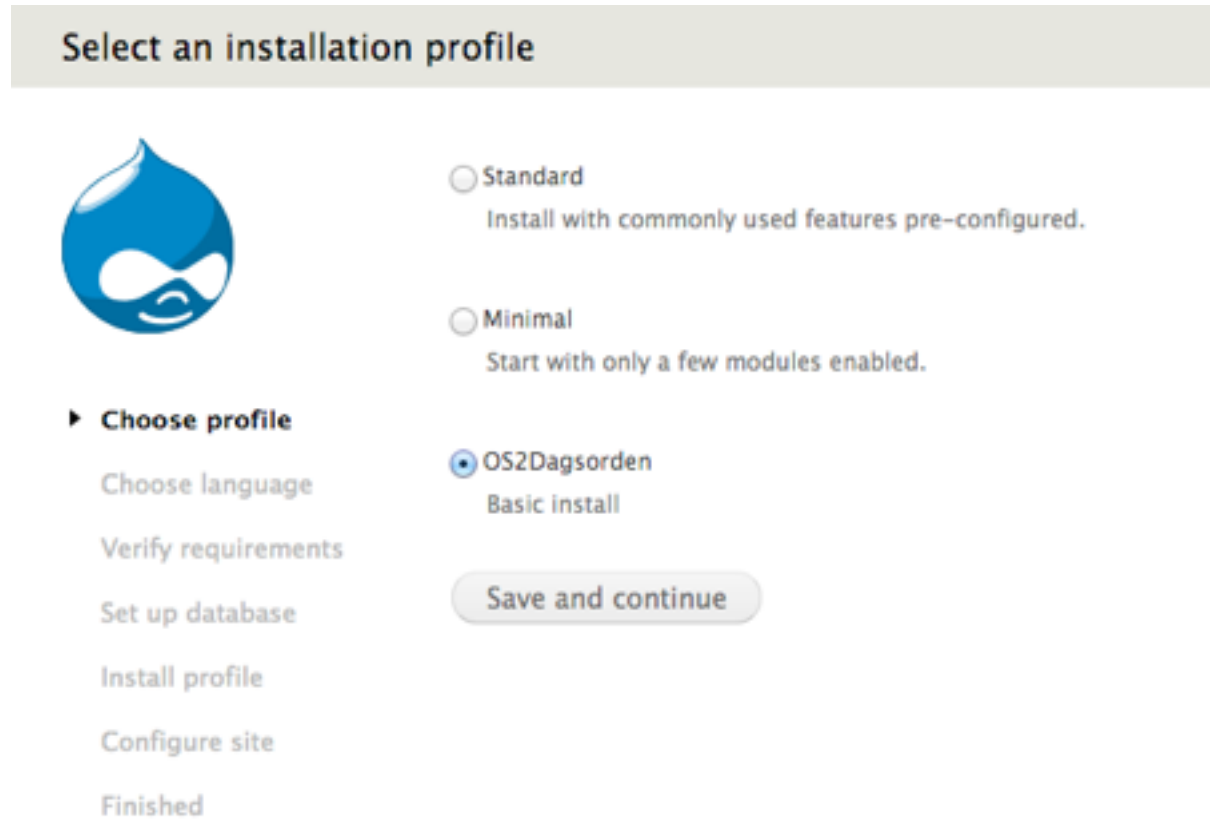 Select an installation profile
Standard
Install with commonly used features pre-configured.
Minimal
Start with only a few modules enabled.
OS2Dagsorden
Basic install
Save and continue
Choose profile
Choose language
Verify requirements
Set up database
Install profile
Configure site
Finished